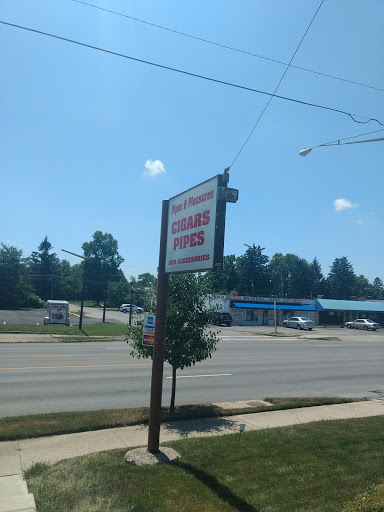 Pipes & Pleasures
CIGARS
PIPES
AND ACCESSORIES